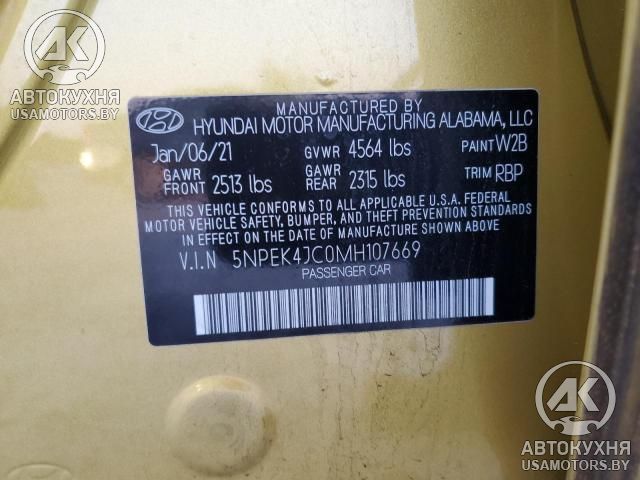 АК
АВТОКУХНЯ
USAMOTORS.BY
MANUFACTURED BY
HYUNDAI MOTOR MANUFACTURING ALABAMA, LLC
Jan/06/21 GVWR 4564 lbs PAINT W2B
GAWR FRONT 2513 lbs GAWR REAR 2315 lbs TRIM RBP
THIS VEHICLE CONFORMS TO ALL APPLICABLE U.S.A. FEDERAL
MOTOR VEHICLE SAFETY, BUMPER, AND THEFT PREVENTION STANDARDS
IN EFFECT ON THE DATE OF MANUFACTURE SHOWN ABOVE.
V.I.N 5NPEK4JC0MH107669
PASSENGER CAR
АК
АВТОКУХНЯ
USAMOTORS.BY